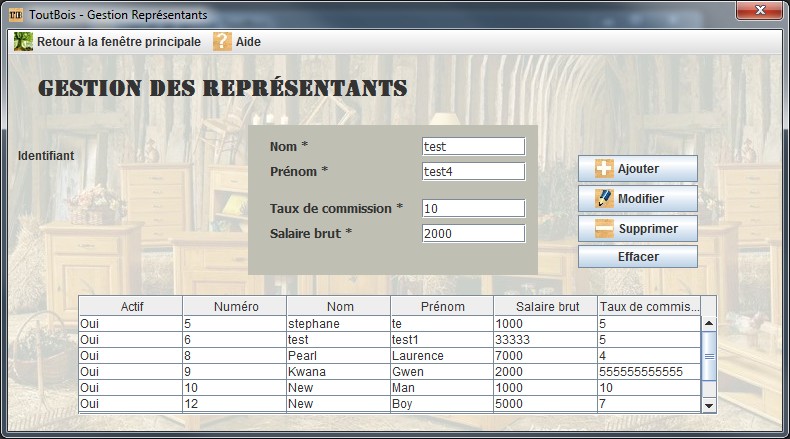 ToutBois - Gestion Représentants
Retour à la fenêtre principale Aide
GESTION DES REPRÉSENTANTS
Identifiant
Nom * test
Prénom * test4
Taux de commission * 10
Salaire brut * 2000
Ajouter
Modifier
Supprimer
Effacer
Actif Numéro Nom Prénom Salaire brut Taux de commis...
Oui 5 stephane te 1000 5
Oui 6 test test1 33333 5
Oui 8 Pearl Laurence 7000 4
Oui 9 Kwana Gwen 2000 555555555555
Oui 10 New Man 1000 10
Oui 12 New Boy 5000 7